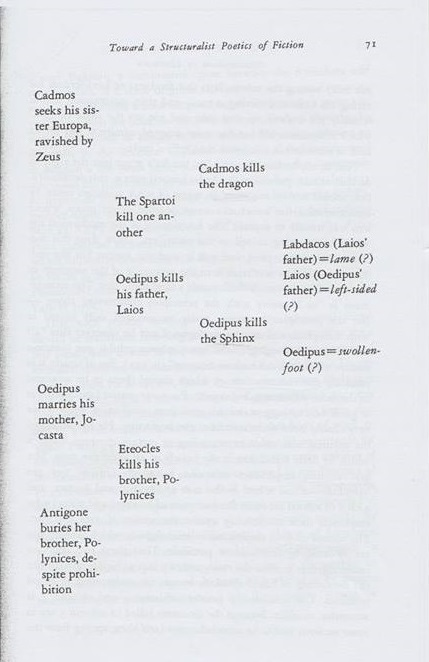 Toward a Structuralist Poetics of Fiction 71
Cadmos
seeks his sis-
ter Europa,
ravished by
Zeus
Cadmos kills
the dragon
The Spartoi
kill one an-
other
Labdacos (Laios'
father)=lame (?)
Oedipus kills
his father,
Laios
Laios (Oedipus'
father)=left-sided
(?)
Oedipus kills
the Sphinx
Oedipus=swollen-
foot (?)
Oedipus
marries his
mother, Jo-
casta
Eteocles
kills his
brother, Po-
lynices
Antigone
buries her
brother, Po-
lynices, de-
spite prohi-
bition